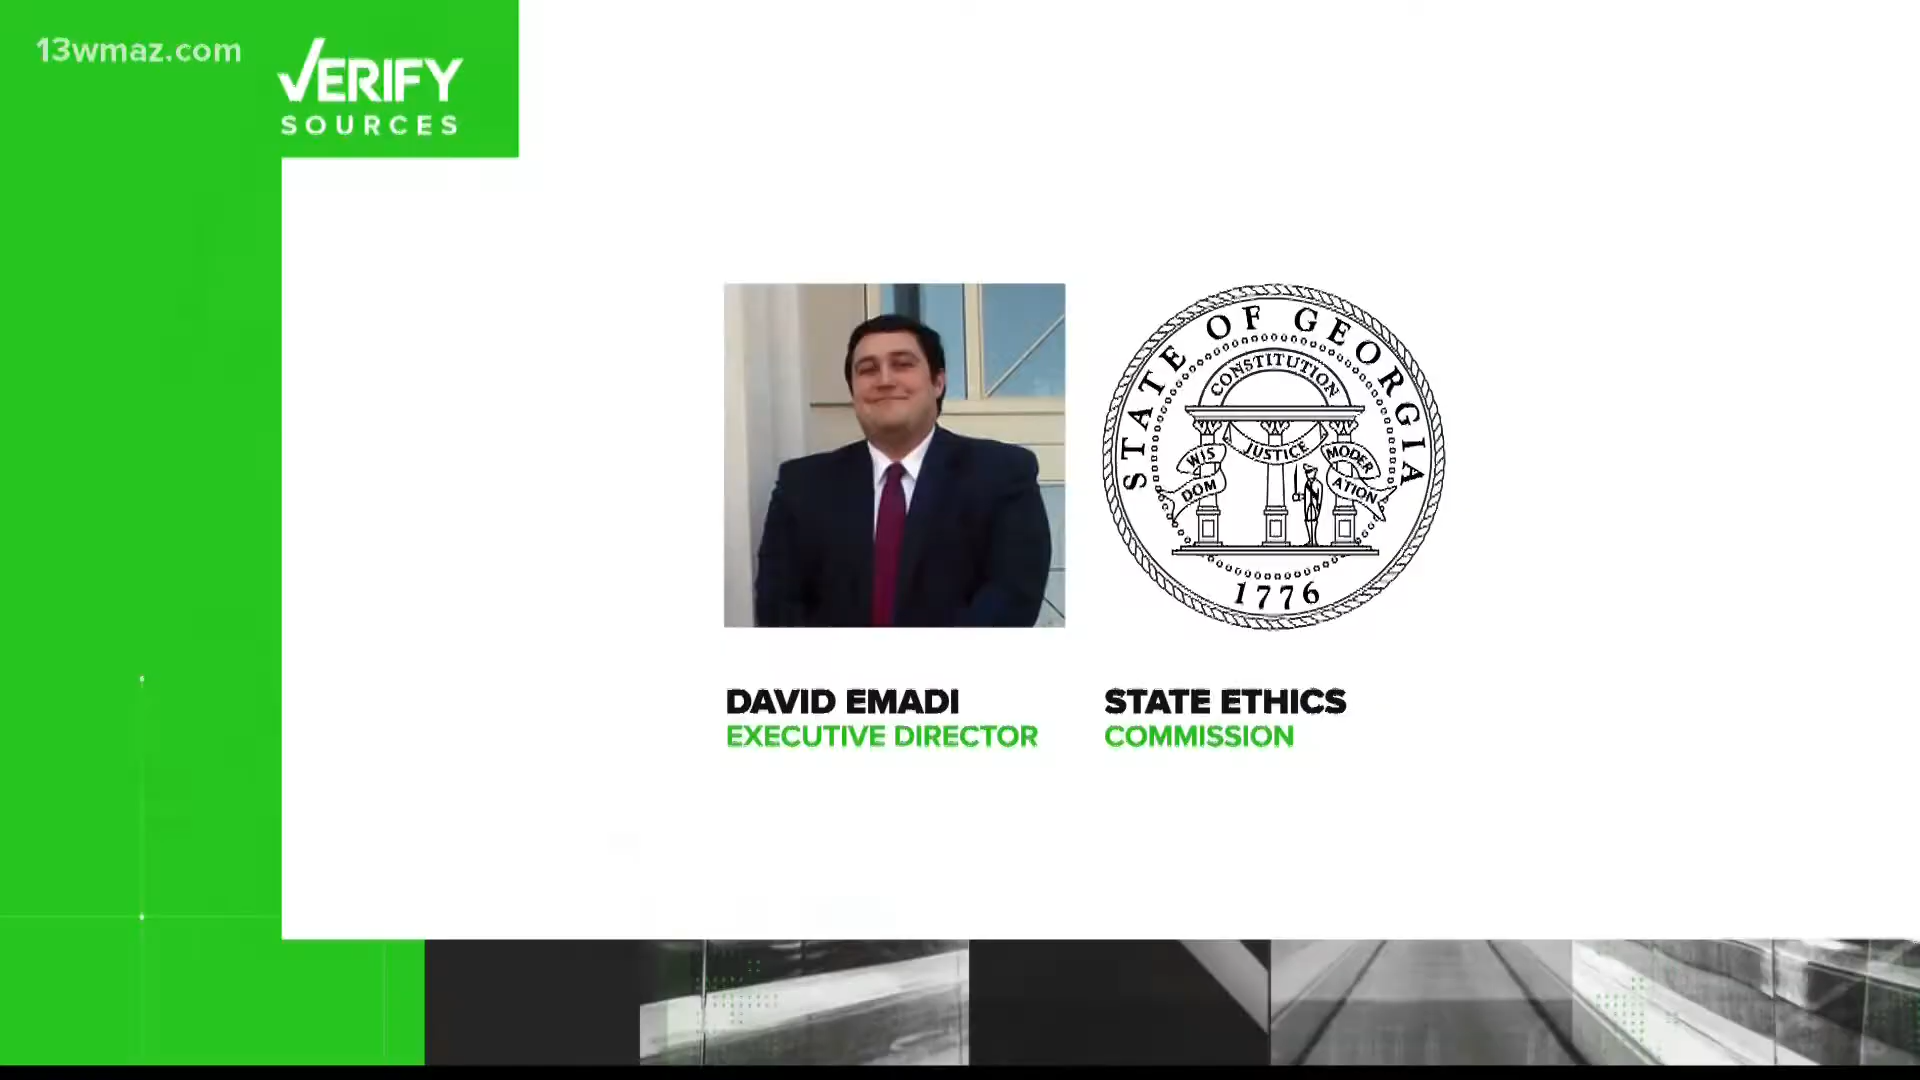 13wmaz.com
VERIFY
SOURCES
STATE OF GEORGIA
CONSTITUTION
WIS
DOM
JUSTICE
MODER
ATION
1776
DAVID EMADI
EXECUTIVE DIRECTOR
STATE ETHICS
COMMISSION